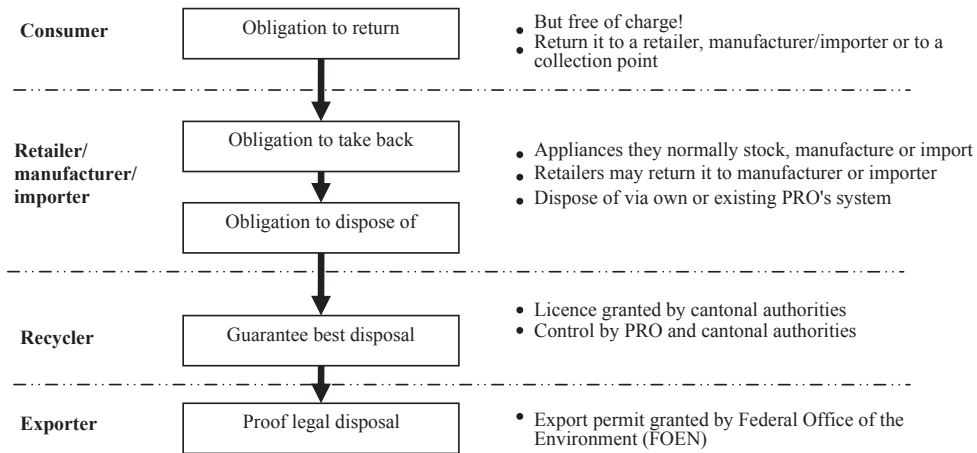 Consumer
Obligation to return
• But free of charge!
• Return it to a retailer, manufacturer/importer or to a
collection point
Retailer/
manufacturer/
importer
Obligation to take back
Obligation to dispose of
• Appliances they normally stock, manufacture or import
• Retailers may return it to manufacturer or importer
• Dispose of via own or existing PRO's system
Recycler
Guarantee best disposal
• Licence granted by cantonal authorities
• Control by PRO and cantonal authorities
Exporter
Proof legal disposal
• Export permit granted by Federal Office of the
Environment (FOEN)